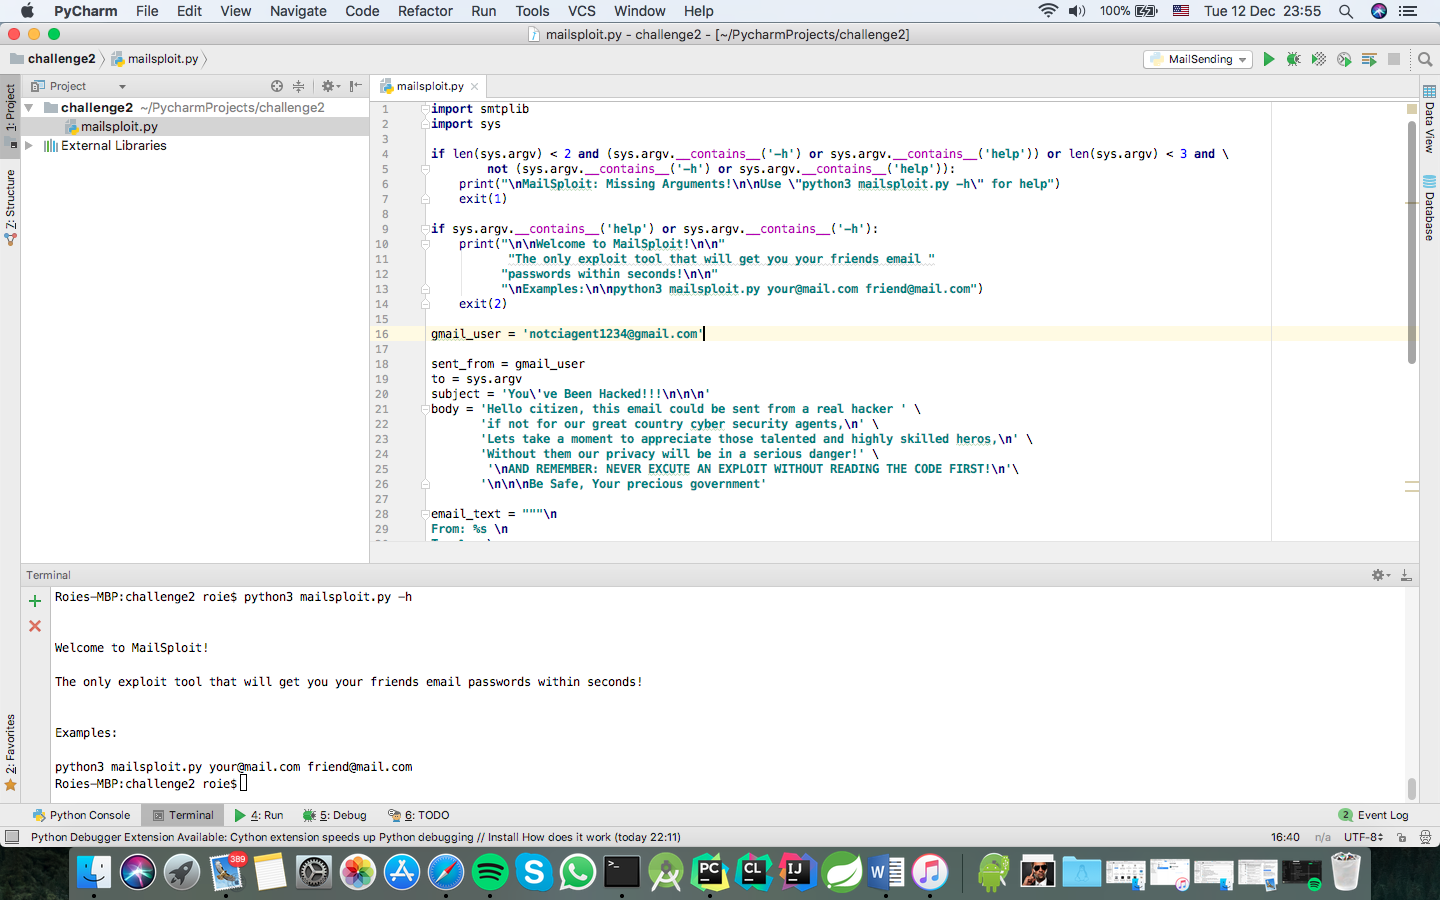 PyCharm File Edit View Navigate Code Refactor Run Tools VCS Window Help 100% Tue 12 Dec 23:55
mailsploit.py - challenge2 - [~/PycharmProjects/challenge2]
challenge2 mailsploit.py MailSending
Project mailsploit.py
challenge2 ~/PycharmProjects/challenge2
mailsploit.py
External Libraries
1: Project
7: Structure
2: Favorites
Data View
Database
1 import smtplib
2 import sys
3
4 if len(sys.argv) < 2 and (sys.argv.__contains__('-h') or sys.argv.__contains__('help')) or len(sys.argv) < 3 and \
5 not (sys.argv.__contains__('-h') or sys.argv.__contains__('help')):
6 print("\nMailSploit: Missing Arguments!\n\nUse \"python3 mailsploit.py -h\" for help")
7 exit(1)
8
9 if sys.argv.__contains__('help') or sys.argv.__contains__('-h'):
10 print("\n\nWelcome to MailSploit!\n\n"
11 "The only exploit tool that will get you your friends email "
12 "passwords within seconds!\n\n"
13 "\nExamples:\n\npython3 mailsploit.py your@mail.com friend@mail.com")
14 exit(2)
15
16 gmail_user = 'notciagent1234@gmail.com'
17
18 sent_from = gmail_user
19 to = sys.argv
20 subject = 'You\'ve Been Hacked!!!\n\n\n'
21 body = 'Hello citizen, this email could be sent from a real hacker ' \
22 'if not for our great country cyber security agents,\n' \
23 'Lets take a moment to appreciate those talented and highly skilled heros,\n' \
24 'Without them our privacy will be in a serious danger!' \
25 '\nAND REMEMBER: NEVER EXCUTE AN EXPLOIT WITHOUT READING THE CODE FIRST!\n'\
26 '\n\n\nBe Safe, Your precious government'
27
28 email_text = """\n
29 From: %s \n
Terminal
Roies-MBP:challenge2 roie$ python3 mailsploit.py -h
Welcome to MailSploit!
The only exploit tool that will get you your friends email passwords within seconds!
Examples:
python3 mailsploit.py your@mail.com friend@mail.com
Roies-MBP:challenge2 roie$
Python Console Terminal 4: Run 5: Debug 6: TODO 2 Event Log
Python Debugger Extension Available: Cython extension speeds up Python debugging // Install How does it work (today 22:11) 16:40 n/a UTF-8
389
PC CL IJ W